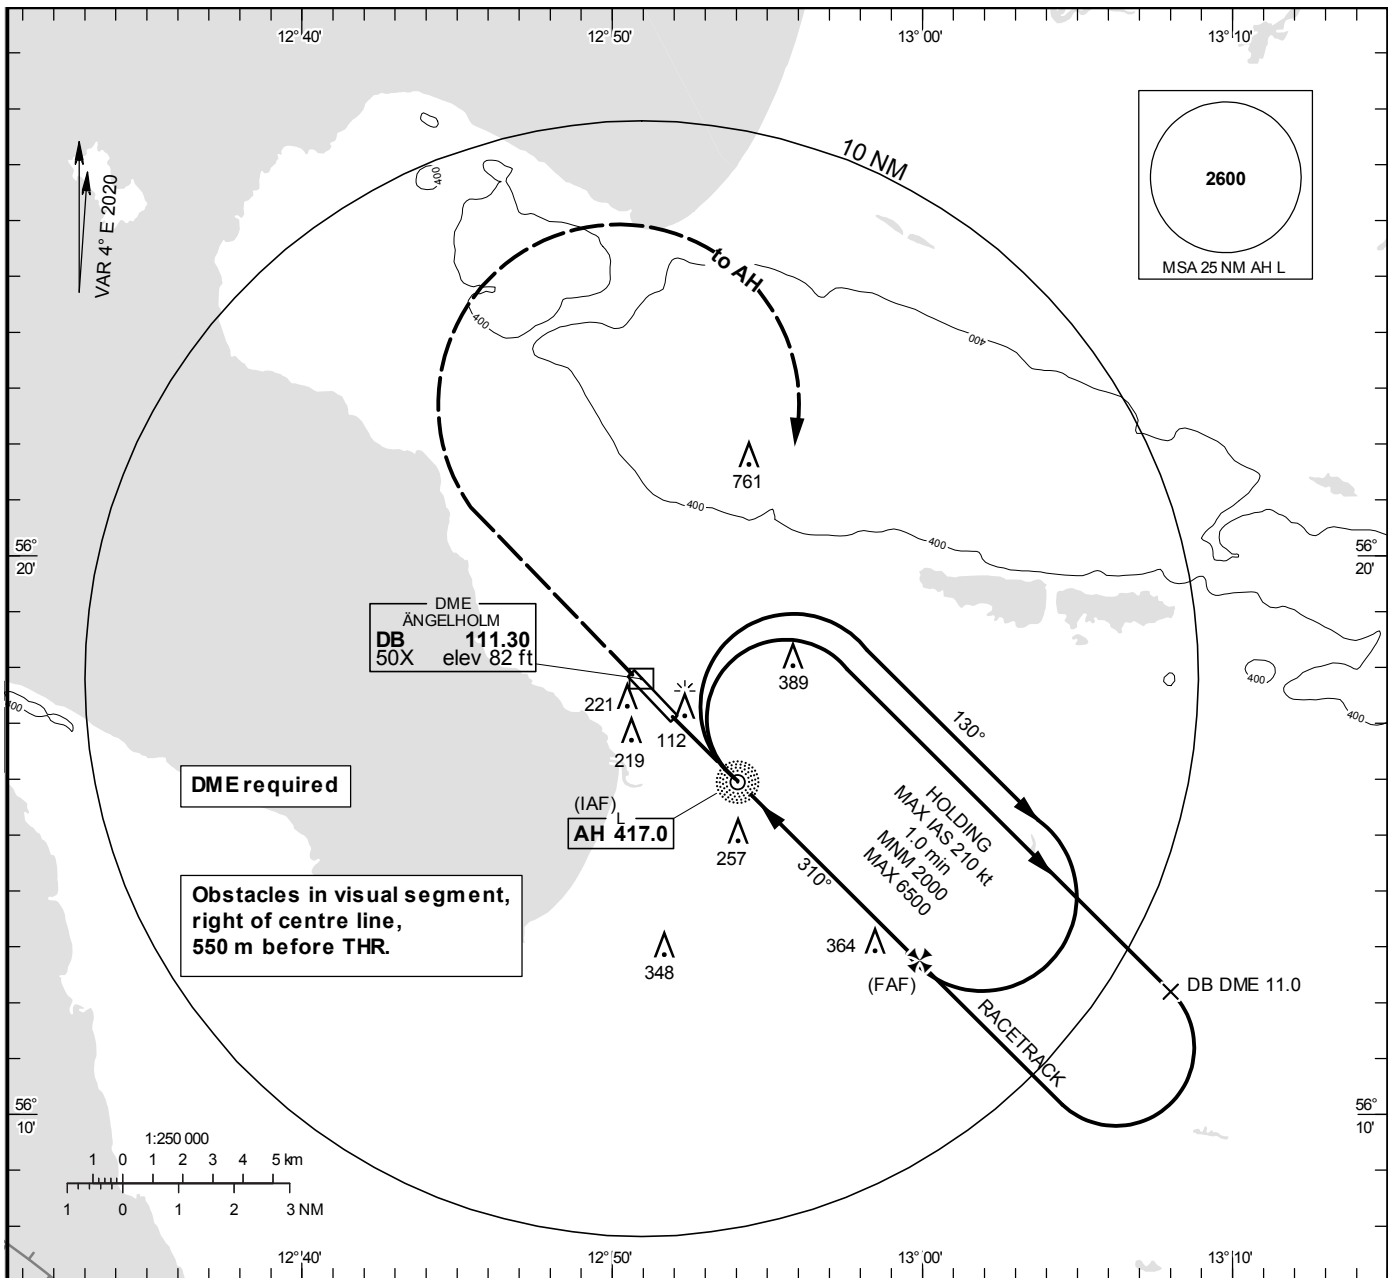 12°40'
12°50'
13°00'
13°10'
10 NM
2600
MSA 25 NM AH L
VAR 4° E 2020
400
to AH
400
400
761
400
400
56°
20'
56°
20'
DME
ÄNGELHOLM
DB 111.30
50X elev 82 ft
389
400
400
400
221
112
219
130°
DME required
(IAF)
L
AH 417.0
257
310°
HOLDING
MAX IAS 210 kt
1.0 min
MNM 2000
MAX 6500
Obstacles in visual segment,
right of centre line,
550 m before THR.
348
364
(FAF)
DB DME 11.0
RACETRACK
56°
10'
56°
10'
1:250 000
1 0 1 2 3 4 5 km
1 0 1 2 3 NM
12°40'
12°50'
13°00'
13°10'